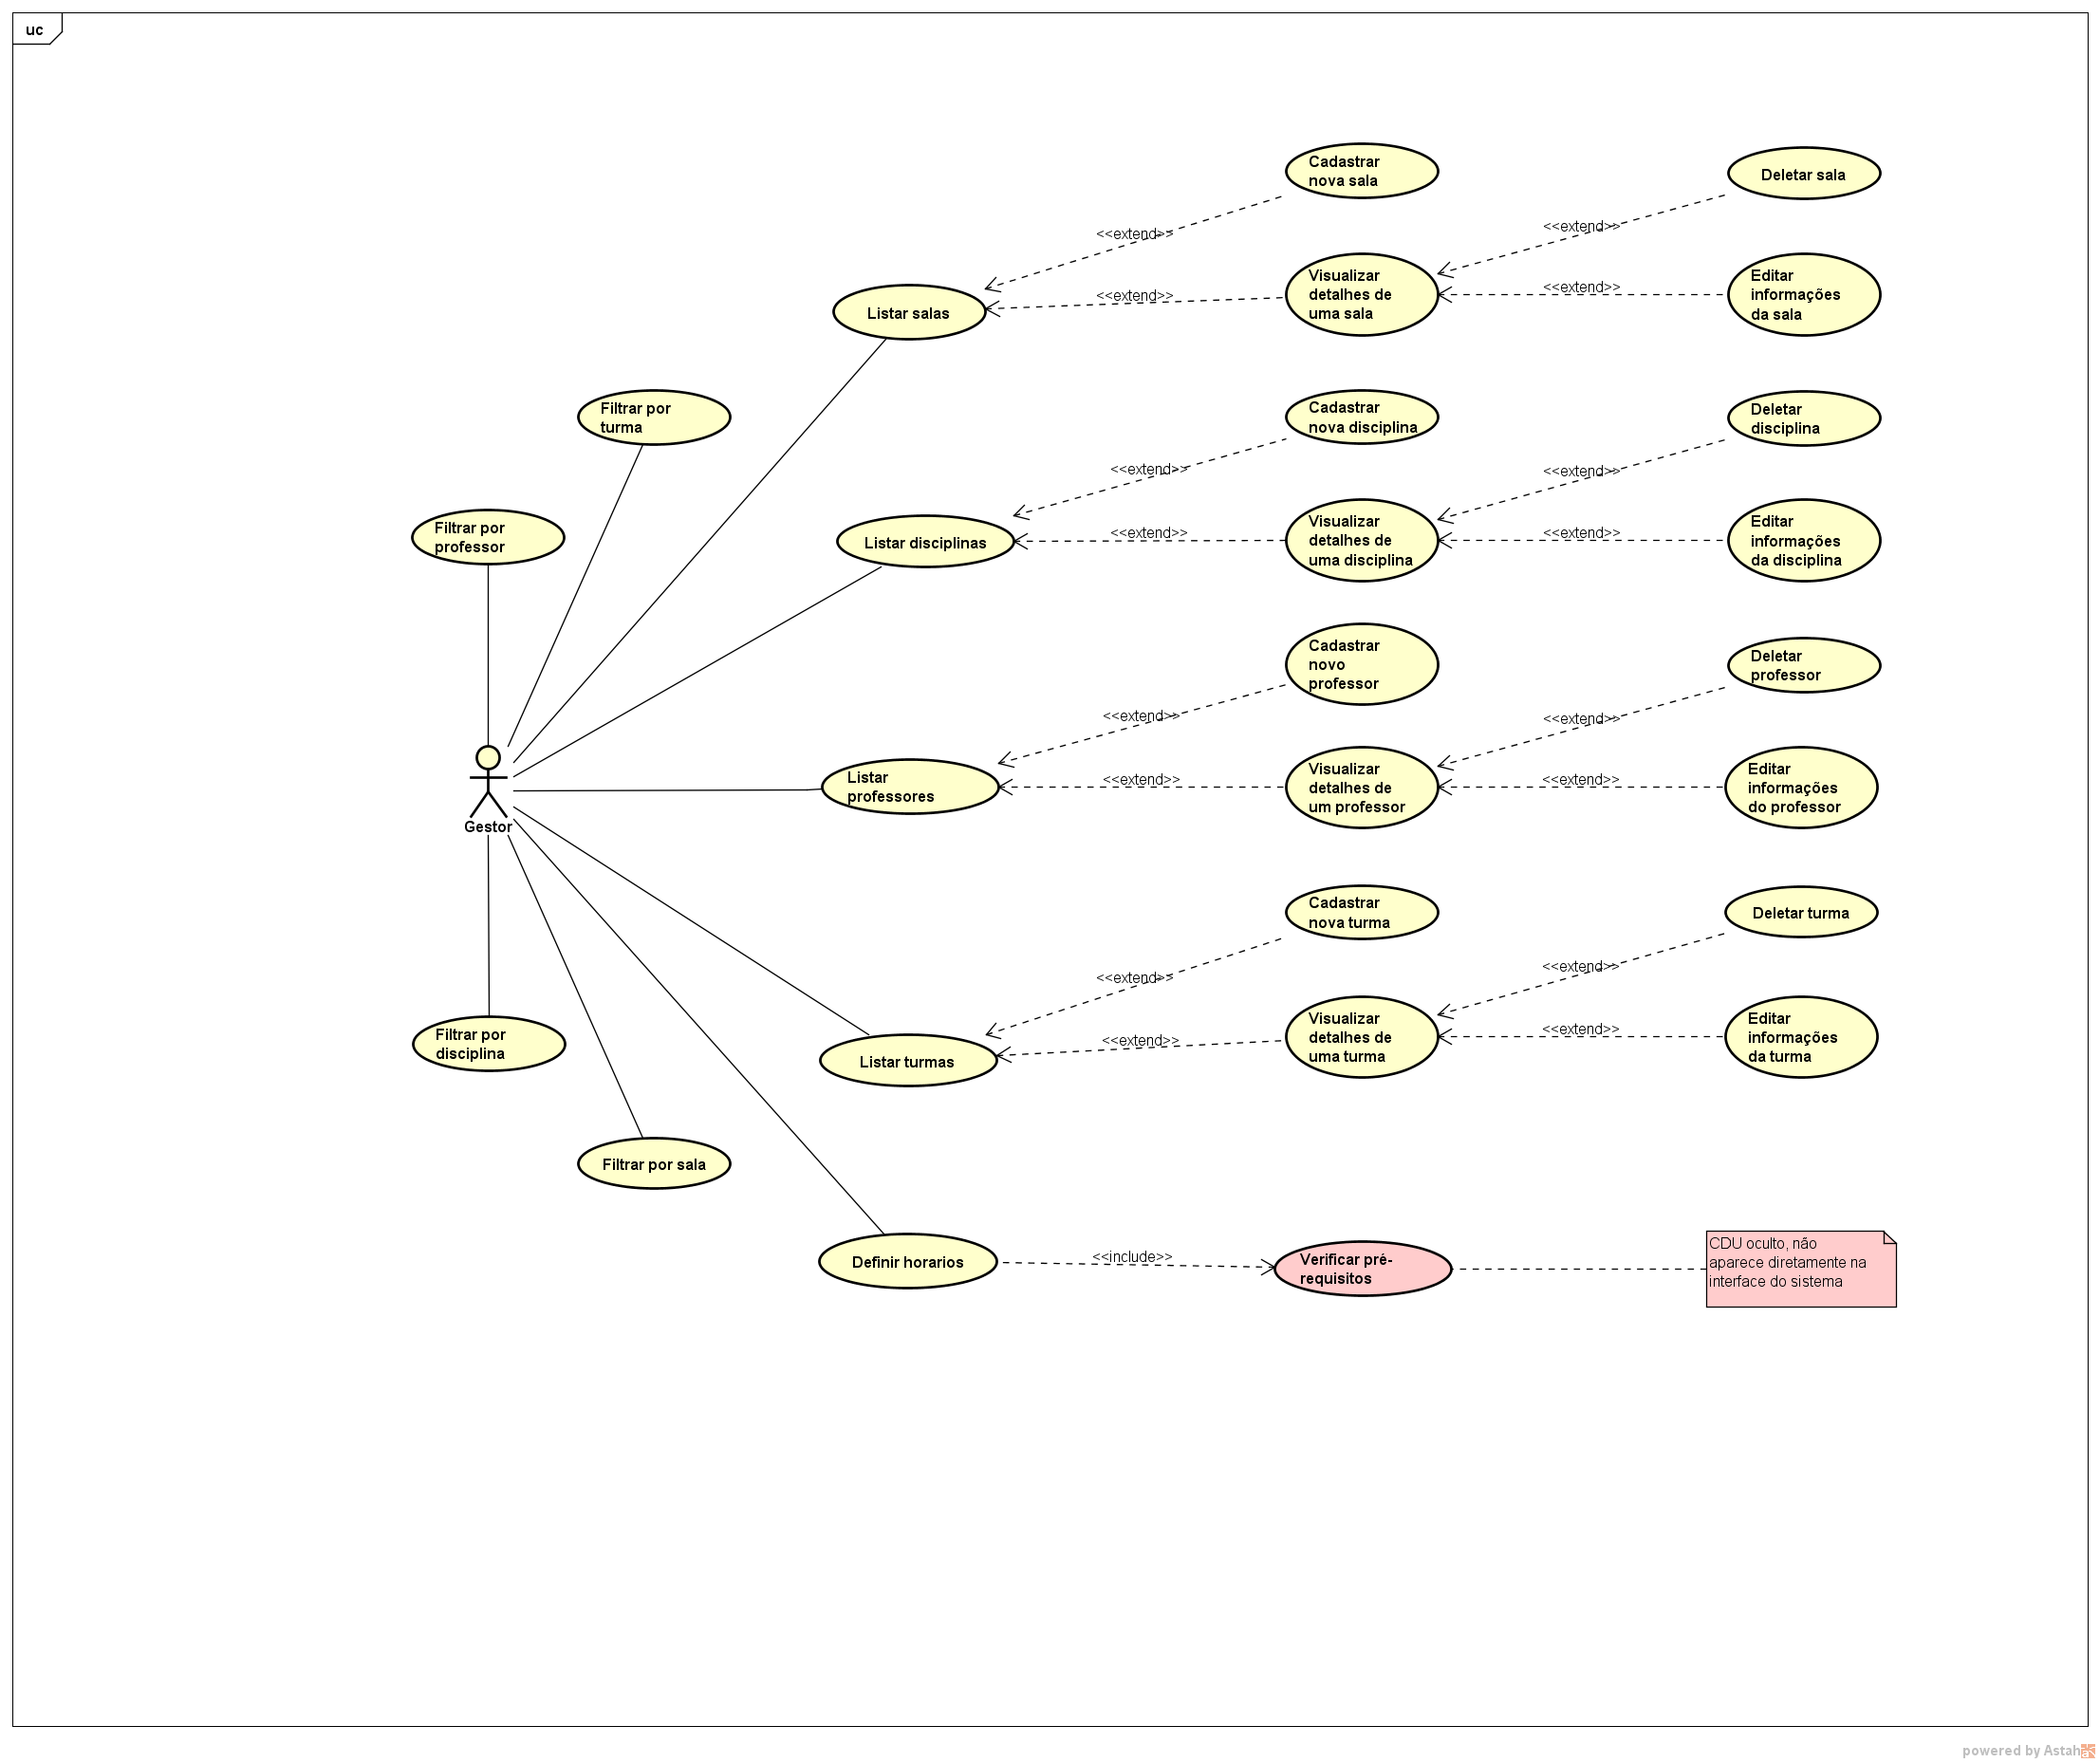 uc
Cadastrar
nova sala
Deletar sala
<<extend>>
<<extend>>
Visualizar
detalhes de
uma sala
Editar
informações
da sala
<<extend>>
<<extend>>
Listar salas
Filtrar por
turma
Cadastrar
nova disciplina
Deletar
disciplina
<<extend>>
<<extend>>
Filtrar por
professor
Listar disciplinas
<<extend>>
Visualizar
detalhes de
uma disciplina
<<extend>>
Editar
informações
da disciplina
Cadastrar
novo
professor
Deletar
professor
<<extend>>
<<extend>>
Gestor
Listar
professores
<<extend>>
Visualizar
detalhes de
um professor
<<extend>>
Editar
informações
do professor
Cadastrar
nova turma
Deletar turma
<<extend>>
<<extend>>
Filtrar por
disciplina
Listar turmas
<<extend>>
Visualizar
detalhes de
uma turma
<<extend>>
Editar
informações
da turma
Filtrar por sala
Definir horarios
<<include>>
Verificar pré-
requisitos
CDU oculto, não
aparece diretamente na
interface do sistema
powered by Astah